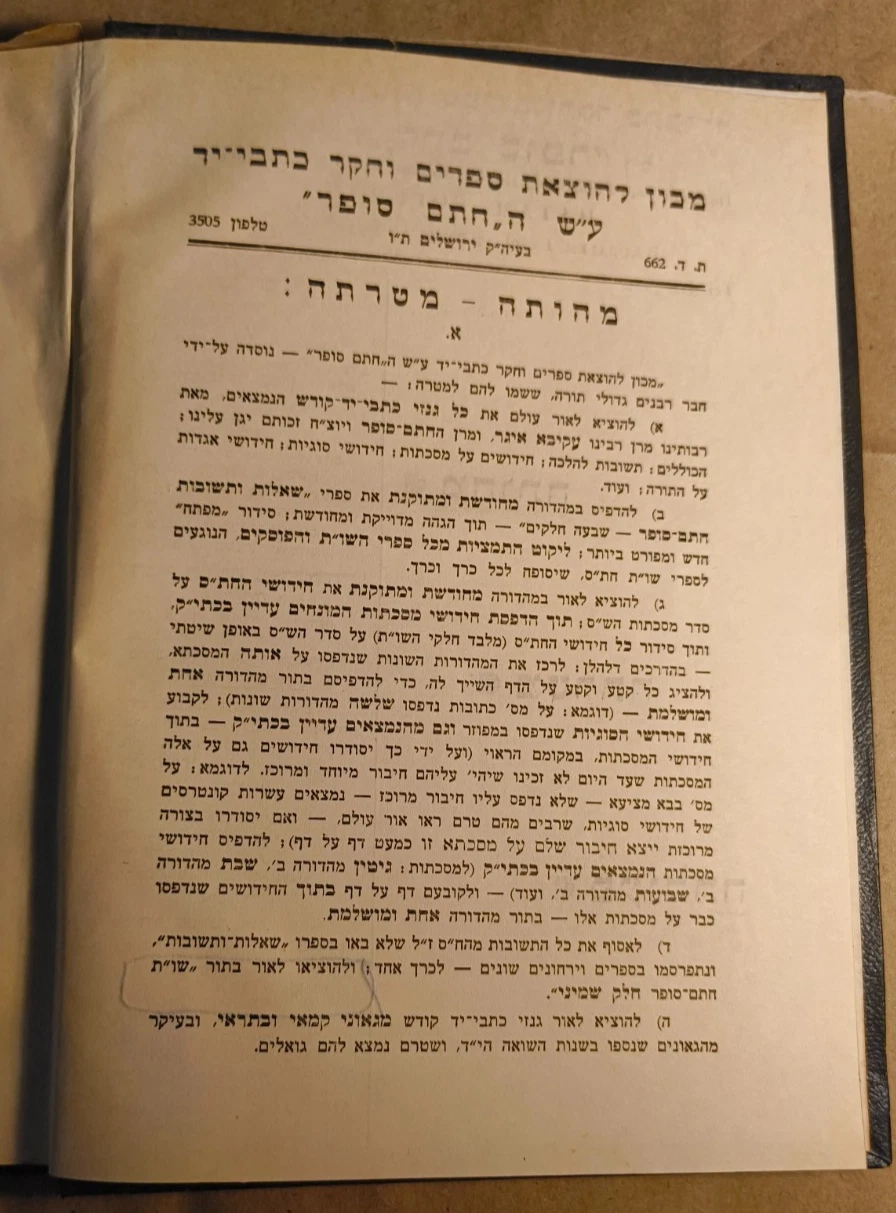 מכון להוצאת ספרים וחקר כתבי־יד
ע״ש ה„חתם סופר״
ת. ד. 662 בעיה״ק ירושלים ת״ו טלפון 3505
מהותה – מטרתה:
א.
„מכון להוצאת ספרים וחקר כתבי־יד ע״ש ה„חתם סופר״ — נוסדה על־ידי
חבר רבנים גדולי תורה, ששמו להם למטרה: —
א) להוציא לאור עולם את כל גנזי כתבי־יד־קודש הנמצאים, מאת
רבותינו מרן רבינו עקיבא איגר, ומרן החתם־סופר ויוצ״ח זכותם יגן עלינו;
הכוללים: תשובות להלכה; חידושים על מסכתות; חידושי סוגיות; חידושי אגדות
על התורה; ועוד.
ב) להדפיס במהדורה מחודשת ומתוקנת את ספרי „שאלות ותשובות
חתם־סופר — שבעה חלקים״ — תוך הגהה מדוייקת ומחודשת; סידור „מפתח״
חדש ומפורט ביותר; ליקוט התמציות מכל ספרי השו״ת והפוסקים, הנוגעים
לספרי שו״ת חת״ס, שיסופח לכל כרך וכרך.
ג) להוציא לאור במהדורה מחודשת ומתוקנת את חידושי החת״ס על
סדר מסכתות הש״ס; תוך הדפסת חידושי מסכתות המונחים עדיין בכתי״ק,
ותוך סידור כל חידושי החת״ס (מלבד חלקי השו״ת) על סדר הש״ס באופן שיטתי
— בהדרכים דלהלן: לרכז את המהדורות השונות שנדפסו על אותה המסכתא,
ולהציג כל קטע וקטע על הדף השייך לה, כדי להדפיסם בתור מהדורה אחת
ומושלמת — (דוגמא: על מס׳ כתובות נדפסו שלשה מהדורות שונות); לקבוע
את חידושי הסוגיות שנדפסו במפוזר וגם מהנמצאים עדיין בכתי״ק — בתוך
חידושי המסכתות, במקומם הראוי (ועל ידי כך יסודרו חידושים גם על אלה
המסכתות שעד היום לא זכינו שיהי׳ עליהם חיבור מיוחד ומרוכז. לדוגמא: על
מס׳ בבא מציעא — שלא נדפס עליו חיבור מרוכז — נמצאים עשרות קונטרסים
של חידושי סוגיות, שרבים מהם טרם ראו אור עולם, — ואם יסודרו בצורה
מרוכזת ייצא חיבור שלם על מסכתא זו כמעט דף על דף); להדפיס חידושי
מסכתות הנמצאים עדיין בכתי״ק (למסכתות: גיטין מהדורה ב׳, שבת מהדורה
ב׳, שבועות מהדורה ב׳, ועוד) — ולקובעם דף על דף בתוך החידושים שנדפסו
כבר על מסכתות אלו — בתור מהדורה אחת ומושלמת.
ד) לאסוף את כל התשובות מהח״ס ז״ל שלא באו בספרו „שאלות־ותשובות״,
ונתפרסמו בספרים וירחונים שונים — לכרך אחד; ולהוציאו לאור בתור „שו״ת
חתם־סופר חלק שמיני״.
ה) להוציא לאור גנזי כתבי־יד קודש מגאוני קמאי ובתראי, ובעיקר
מהגאונים שנספו בשנות השואה הי״ד, ושטרם נמצא להם גואלים.